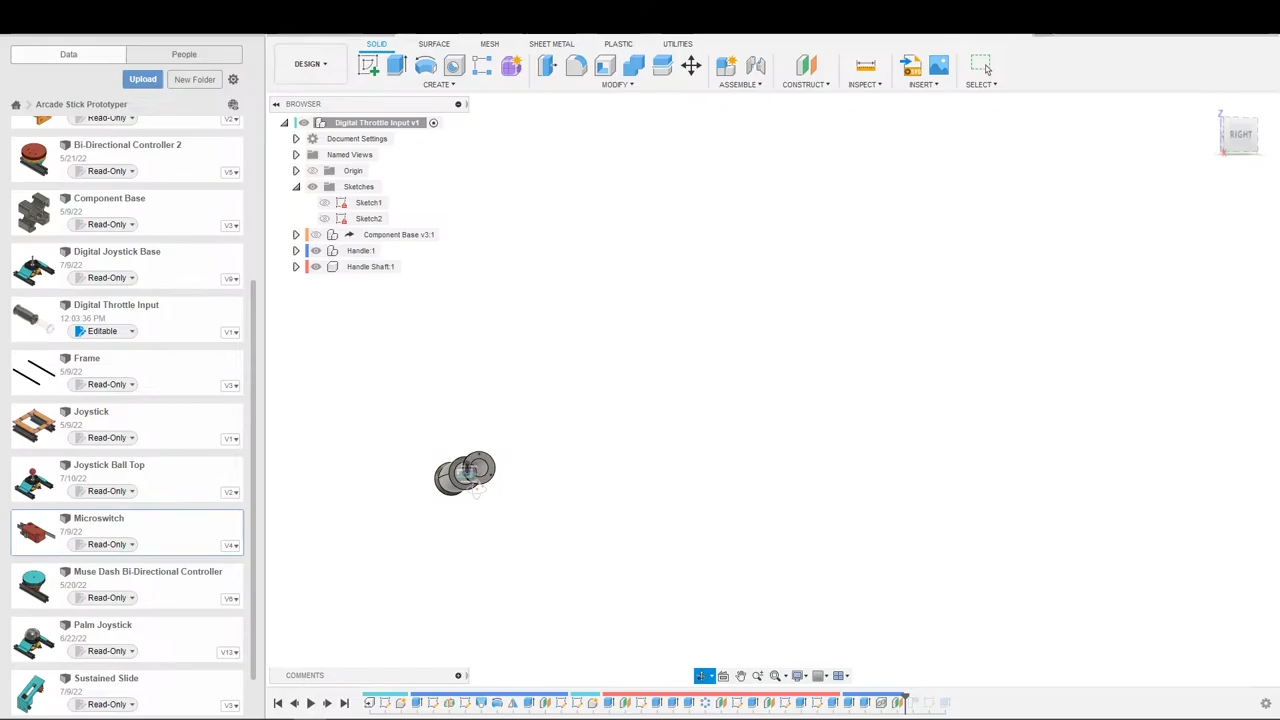 Data
People
Upload
New Folder
Arcade Stick Prototyper
Read-Only
V2
Bi-Directional Controller 2
5/21/22
Read-Only
V5
Component Base
5/9/22
Read-Only
V3
Digital Joystick Base
7/9/22
Read-Only
V9
Digital Throttle Input
12:03:36 PM
Editable
V1
Frame
5/9/22
Read-Only
V3
Joystick
5/9/22
Read-Only
V1
Joystick Ball Top
7/10/22
Read-Only
V2
Microswitch
7/9/22
Read-Only
V4
Muse Dash Bi-Directional Controller
5/20/22
Read-Only
V6
Palm Joystick
6/22/22
Read-Only
V13
Sustained Slide
7/9/22
Read-Only
V3
DESIGN
SOLID
SURFACE
MESH
SHEET METAL
PLASTIC
UTILITIES
CREATE
MODIFY
ASSEMBLE
CONSTRUCT
INSPECT
INSERT
SELECT
BROWSER
Digital Throttle Input v1
Document Settings
Named Views
Origin
Sketches
Sketch1
Sketch2
Component Base v3:1
Handle:1
Handle Shaft:1
Z
RIGHT
COMMENTS